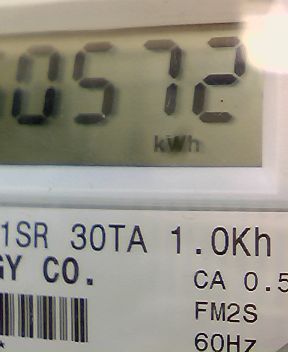 0572
kWh
1SR 30TA 1.0Kh
GY CO.
CA 0.5
FM2S
60Hz